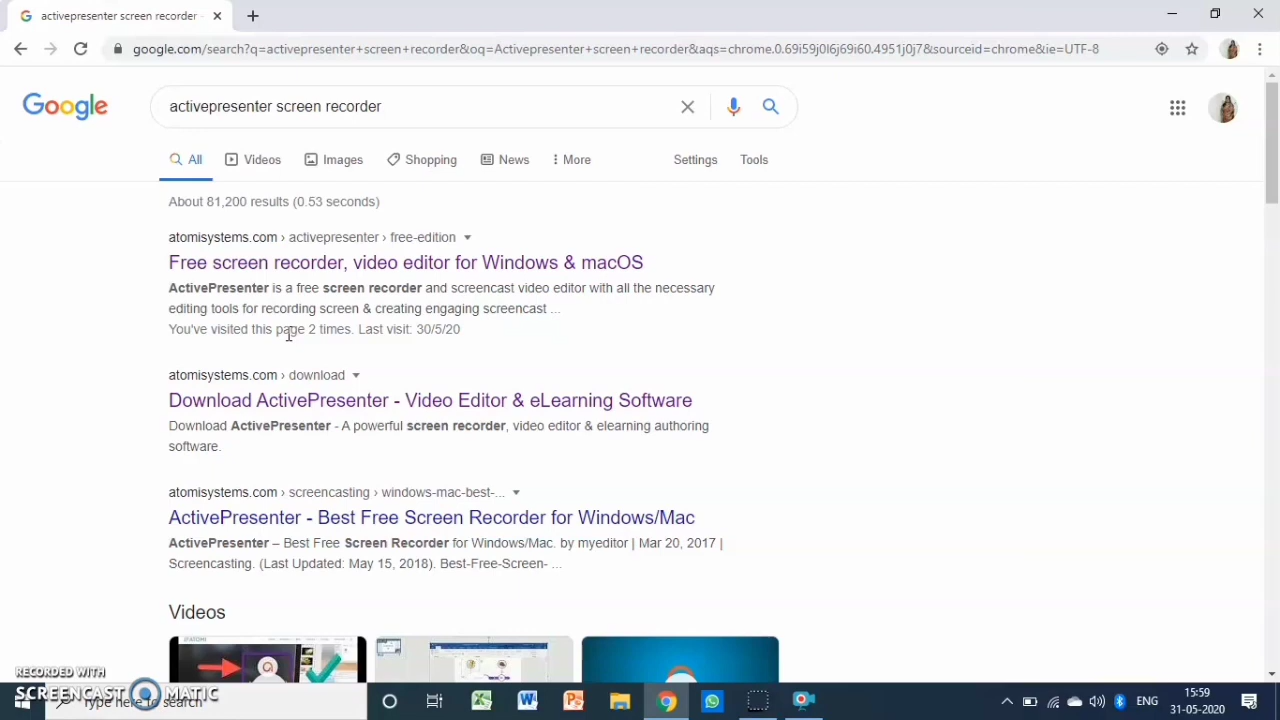 activepresenter screen recorder -
google.com/search?q=activepresenter+screen+recorder&oq=Activepresenter+screen+recorder&aqs=chrome.0.69i59j0l6j69i60.4951j0j7&sourceid=chrome&ie=UTF-8
Google
activepresenter screen recorder
All
Videos
Images
Shopping
News
More
Settings
Tools
About 81,200 results (0.53 seconds)
atomisystems.com › activepresenter › free-edition
Free screen recorder, video editor for Windows & macOS
ActivePresenter is a free screen recorder and screencast video editor with all the necessary
editing tools for recording screen & creating engaging screencast ...
You've visited this page 2 times. Last visit: 30/5/20
atomisystems.com › download
Download ActivePresenter - Video Editor & eLearning Software
Download ActivePresenter - A powerful screen recorder, video editor & elearning authoring
software.
atomisystems.com › screencasting › windows-mac-best-...
ActivePresenter - Best Free Screen Recorder for Windows/Mac
ActivePresenter – Best Free Screen Recorder for Windows/Mac. by myeditor | Mar 20, 2017 |
Screencasting. (Last Updated: May 15, 2018). Best-Free-Screen- ...
Videos
RECORDED WITH
SCREENCAST MATIC
Type here to search
ENG
15:59
31-05-2020